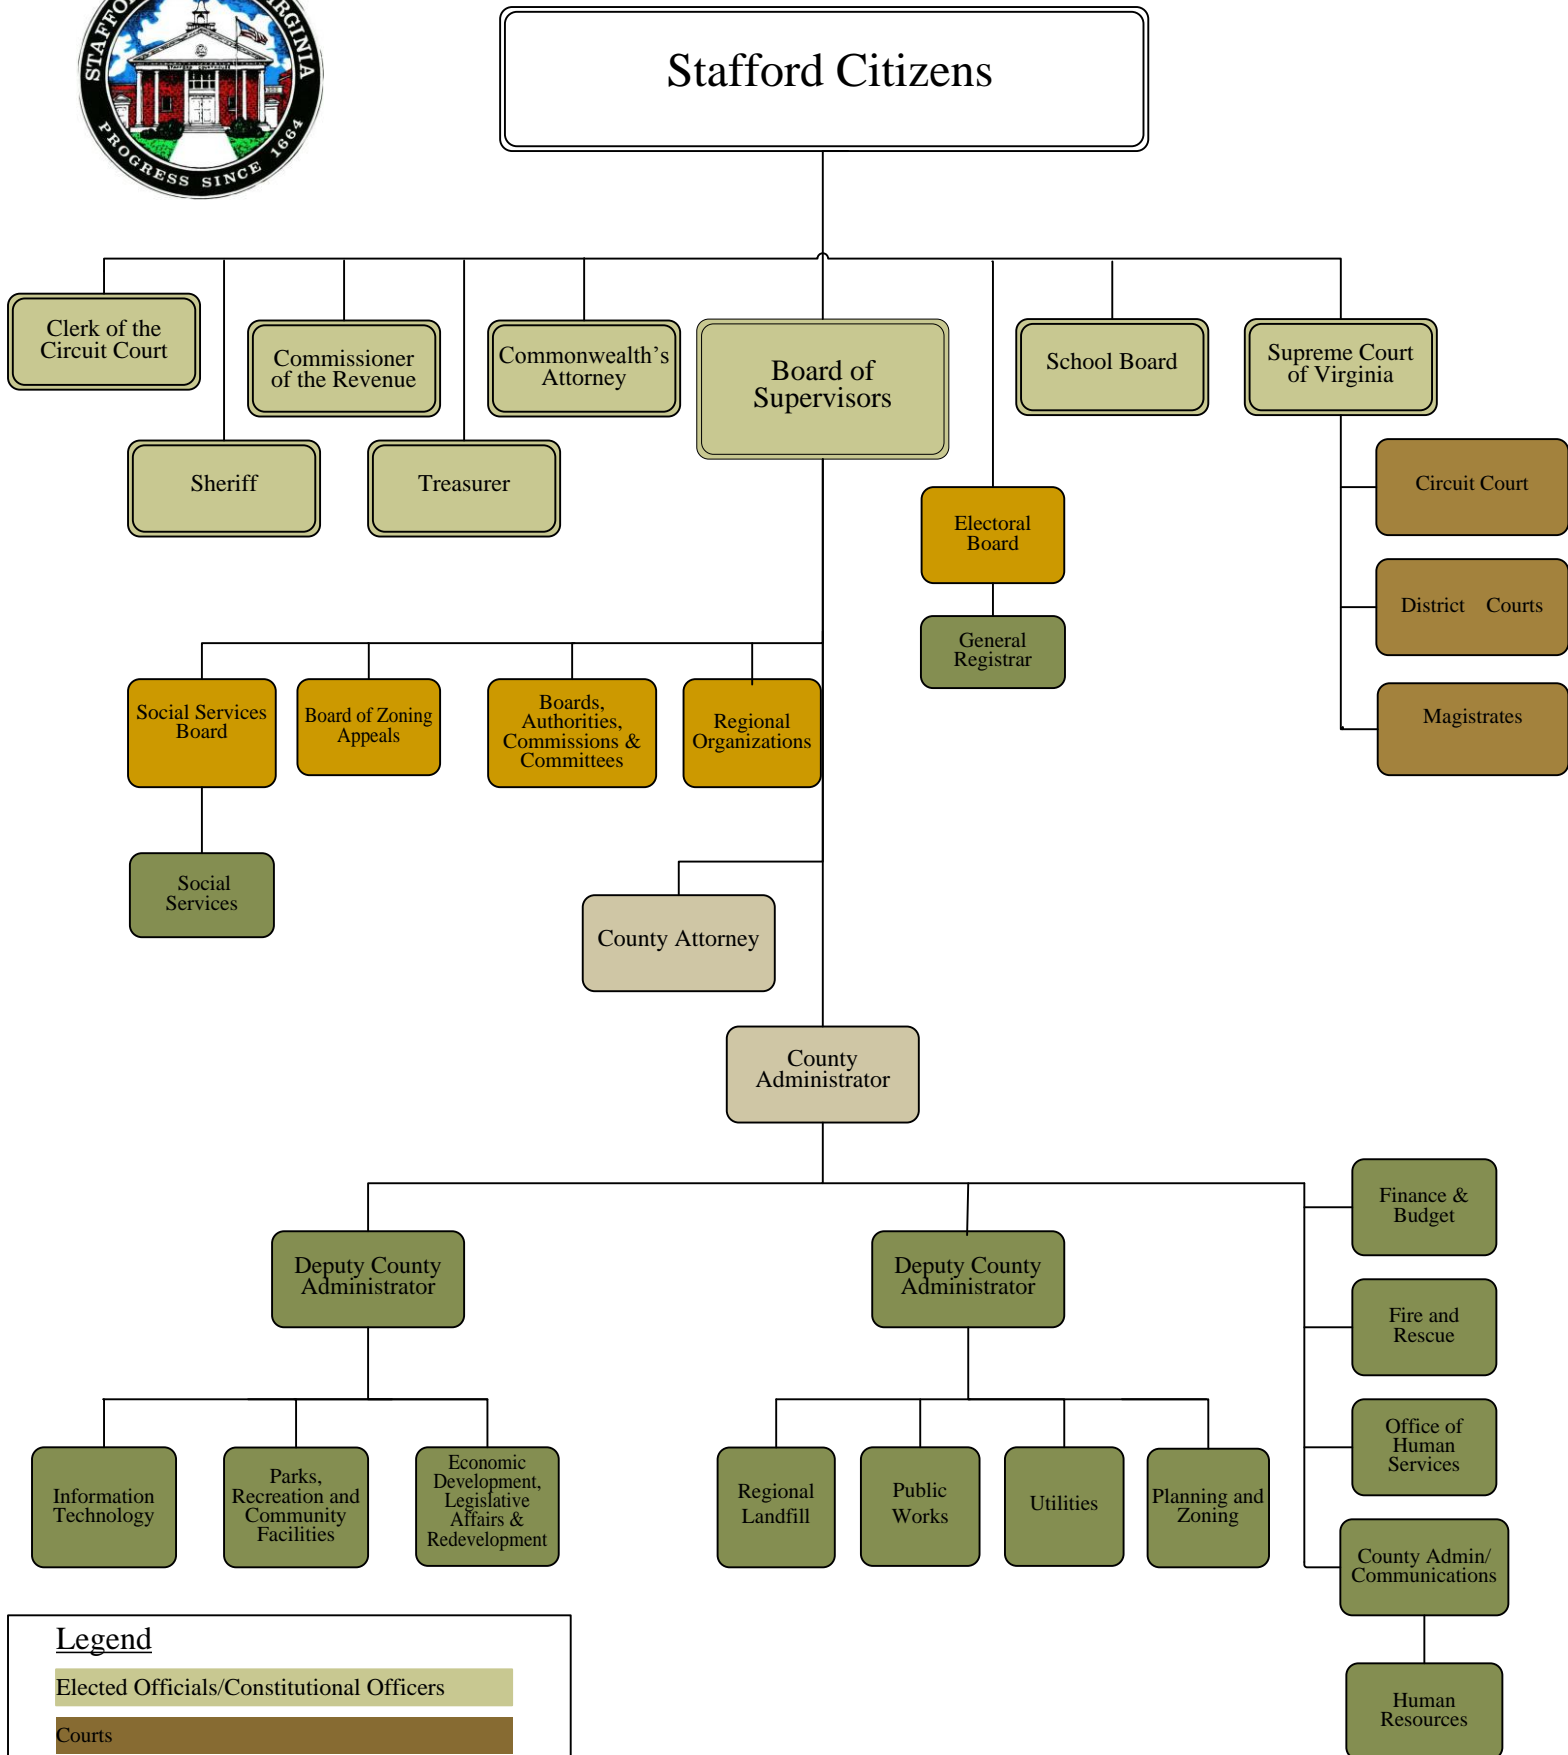 STAFFO
RGINIA
PROGRESS SINCE 1664
Stafford Citizens
Clerk of the
Circuit Court
Commissioner
of the Revenue
Commonwealth's
Attorney
Board of
Supervisors
School Board
Supreme Court
of Virginia
Sheriff
Treasurer
Circuit Court
Electoral
Board
District Courts
General
Registrar
Social Services
Board
Board of Zoning
Appeals
Boards,
Authorities,
Commissions &
Committees
Regional
Organizations
Magistrates
Social
Services
County Attorney
County
Administrator
Finance &
Budget
Deputy County
Administrator
Deputy County
Administrator
Fire and
Rescue
Office of
Human
Services
Information
Technology
Parks,
Recreation and
Community
Facilities
Economic
Development,
Legislative
Affairs &
Redevelopment
Regional
Landfill
Public
Works
Utilities
Planning and
Zoning
County Admin/
Communications
Human
Resources
Legend
Elected Officials/Constitutional Officers
Courts